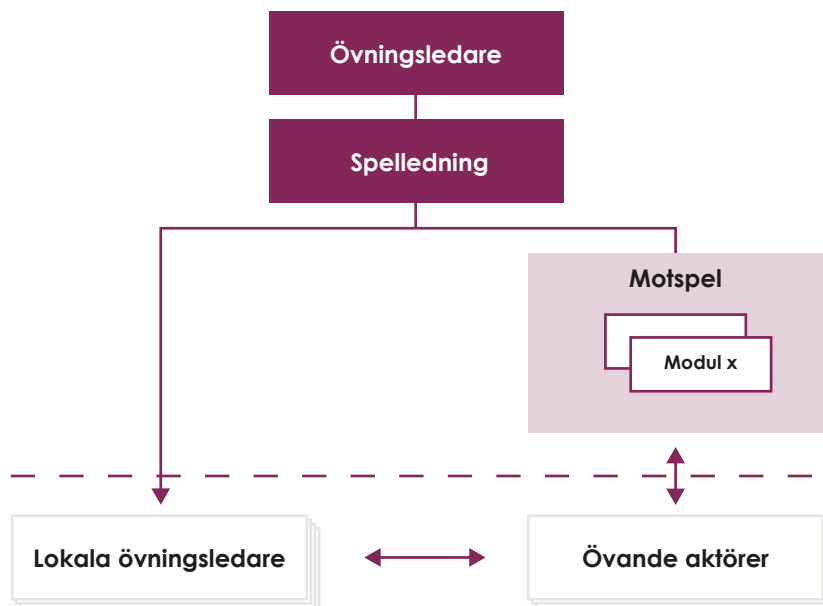 Övningsledare
Spelledning
Motspel
Modul x
Lokala övningsledare
Övande aktörer